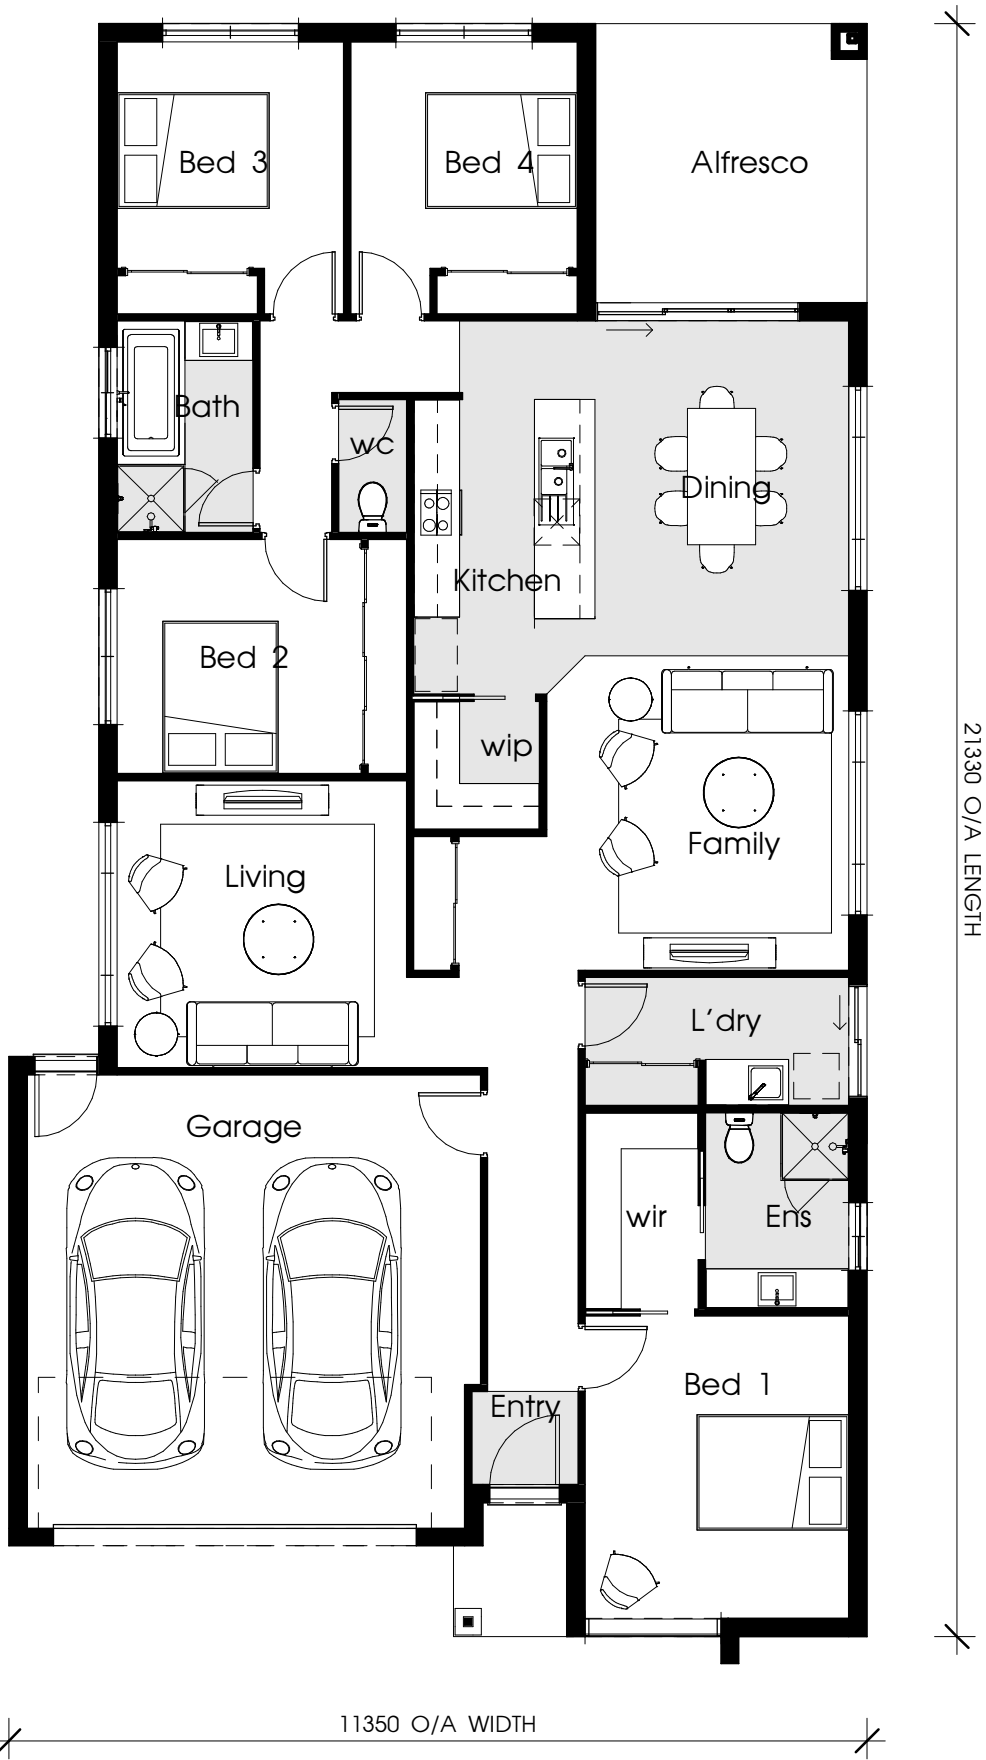 Bed 3
Bed 4
Alfresco
Bath
wc
Dining
Kitchen
Bed 2
wip
Family
Living
21330 O/A LENGTH
L'dry
Garage
wir
Ens
Bed 1
Entry
11350 O/A WIDTH